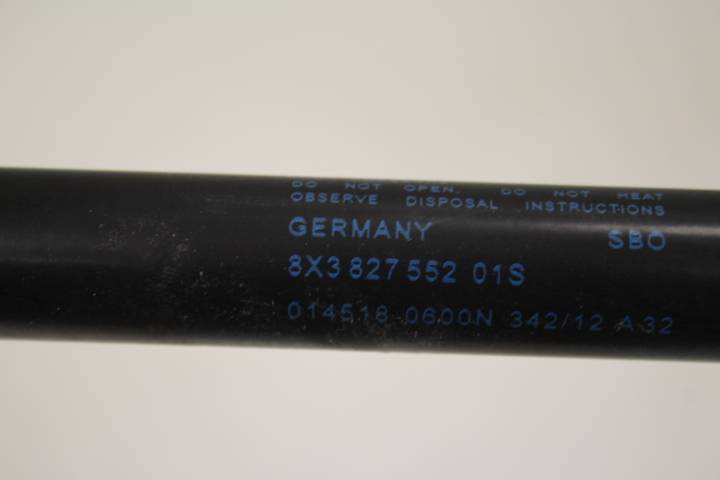 DO NOT OPEN. DO NOT HEAT
OBSERVE DISPOSAL INSTRUCTIONS
GERMANY SBO
8X3 827 552 01S
014518 0600N 342/12 A 32